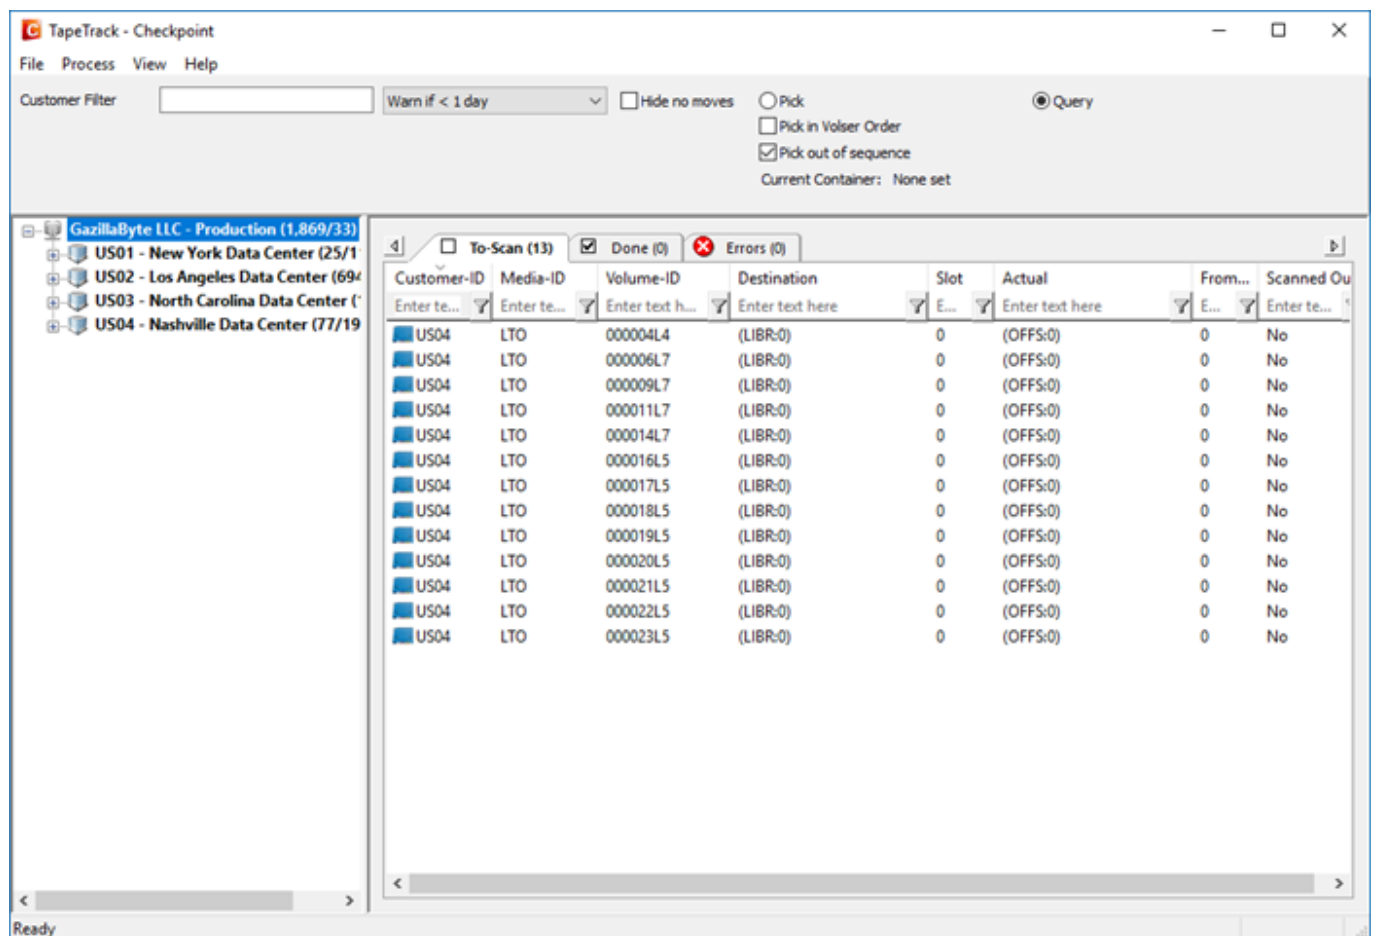 TapeTrack - Checkpoint
File Process View Help
Customer Filter Warn if < 1 day Hide no moves Pick Query
Pick in Volser Order
Pick out of sequence
Current Container: None set
GazillaByte LLC - Production (1,869/33)
US01 - New York Data Center (25/1
US02 - Los Angeles Data Center (694
US03 - North Carolina Data Center (
US04 - Nashville Data Center (77/19
To-Scan (13) Done (0) Errors (0)
Customer-ID Media-ID Volume-ID Destination Slot Actual From... Scanned Ou
Enter te... Enter te... Enter text h... Enter text here E... Enter text here E... Enter te...
US04 LTO 000004L4 (LIBR:0) 0 (OFFS:0) 0 No
US04 LTO 000006L7 (LIBR:0) 0 (OFFS:0) 0 No
US04 LTO 000009L7 (LIBR:0) 0 (OFFS:0) 0 No
US04 LTO 000011L7 (LIBR:0) 0 (OFFS:0) 0 No
US04 LTO 000014L7 (LIBR:0) 0 (OFFS:0) 0 No
US04 LTO 000016L5 (LIBR:0) 0 (OFFS:0) 0 No
US04 LTO 000017L5 (LIBR:0) 0 (OFFS:0) 0 No
US04 LTO 000018L5 (LIBR:0) 0 (OFFS:0) 0 No
US04 LTO 000019L5 (LIBR:0) 0 (OFFS:0) 0 No
US04 LTO 000020L5 (LIBR:0) 0 (OFFS:0) 0 No
US04 LTO 000021L5 (LIBR:0) 0 (OFFS:0) 0 No
US04 LTO 000022L5 (LIBR:0) 0 (OFFS:0) 0 No
US04 LTO 000023L5 (LIBR:0) 0 (OFFS:0) 0 No
Ready